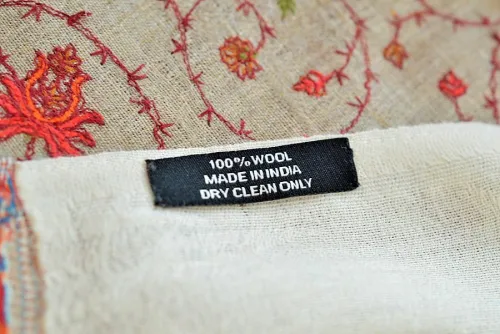 100% WOOL
MADE IN INDIA
DRY CLEAN ONLY